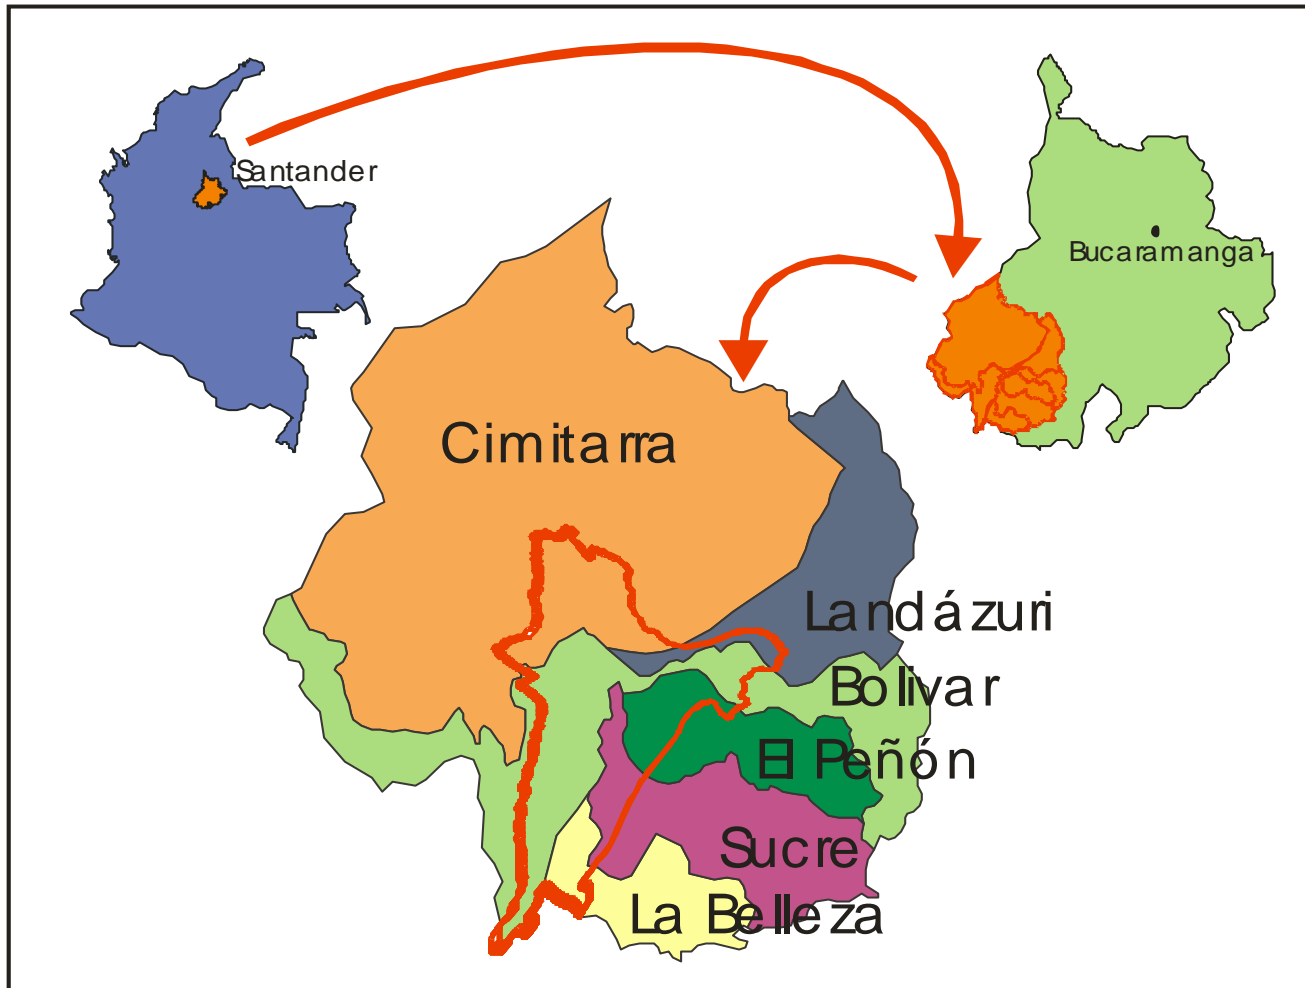 Santander
Bucaramanga
Cimitarra
Landázuri
Bolivar
El Peñón
Sucre
La Belleza